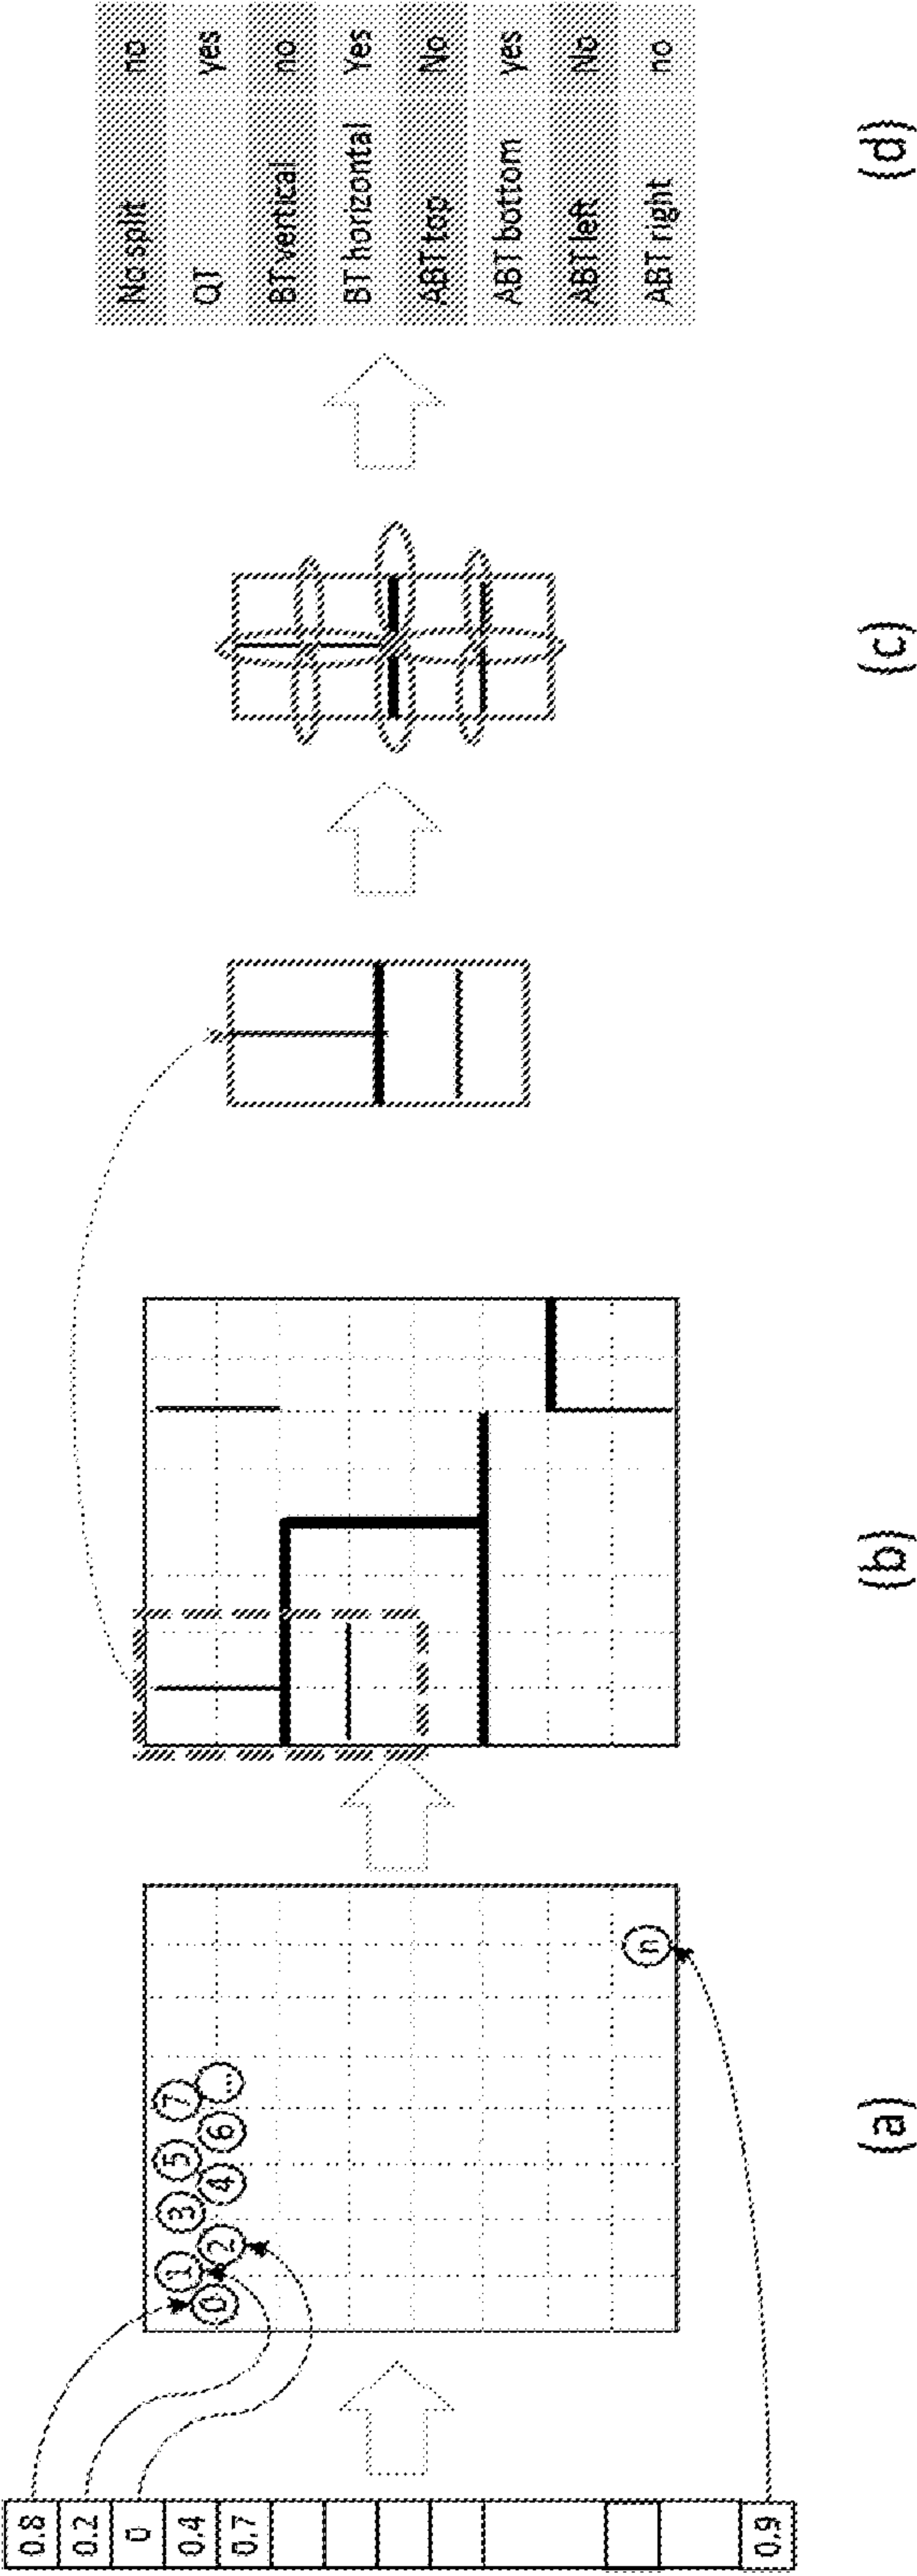 0.8
0.2
0
0.4
0.7
0.9
0
1
2
3
4
5
6
7
...
n
No split no
QT yes
BT vertical no
BT horizontal Yes
ABT top No
ABT bottom yes
ABT left No
ABT right no
(a)
(b)
(c)
(d)